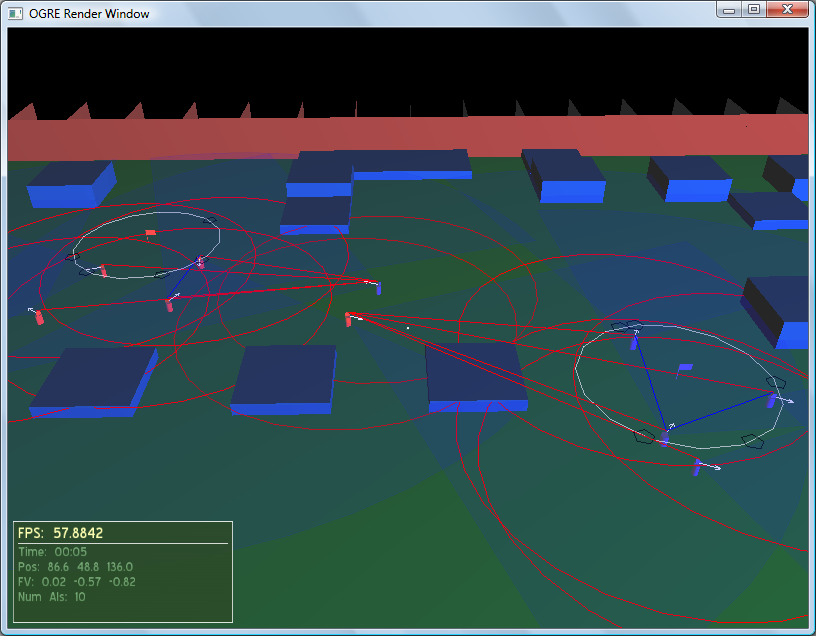 OGRE Render Window
FPS: 57.8842
Time: 00:05
Pos: 86.6 48.8 136.0
FV: 0.02 -0.57 -0.82
Num AIs: 10